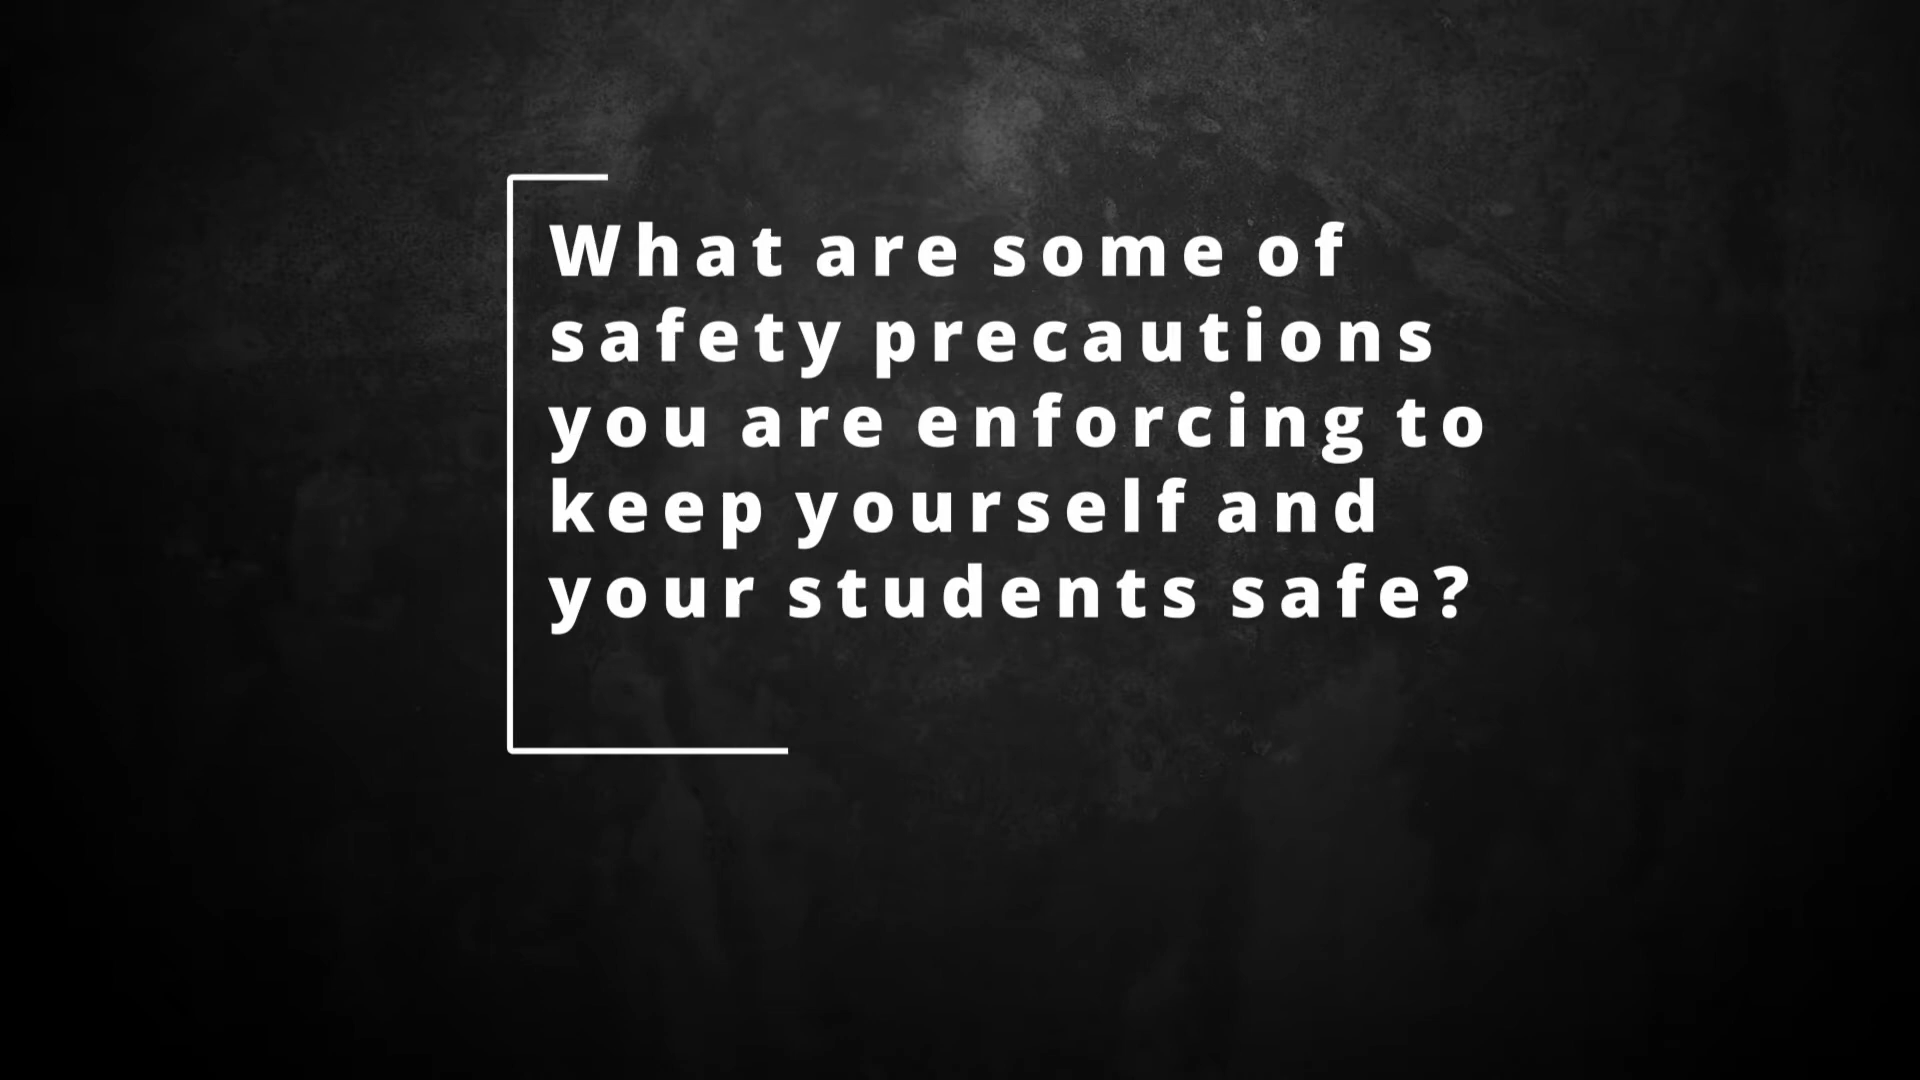 What are some of
safety precautions
you are enforcing to
keep yourself and
your students safe?